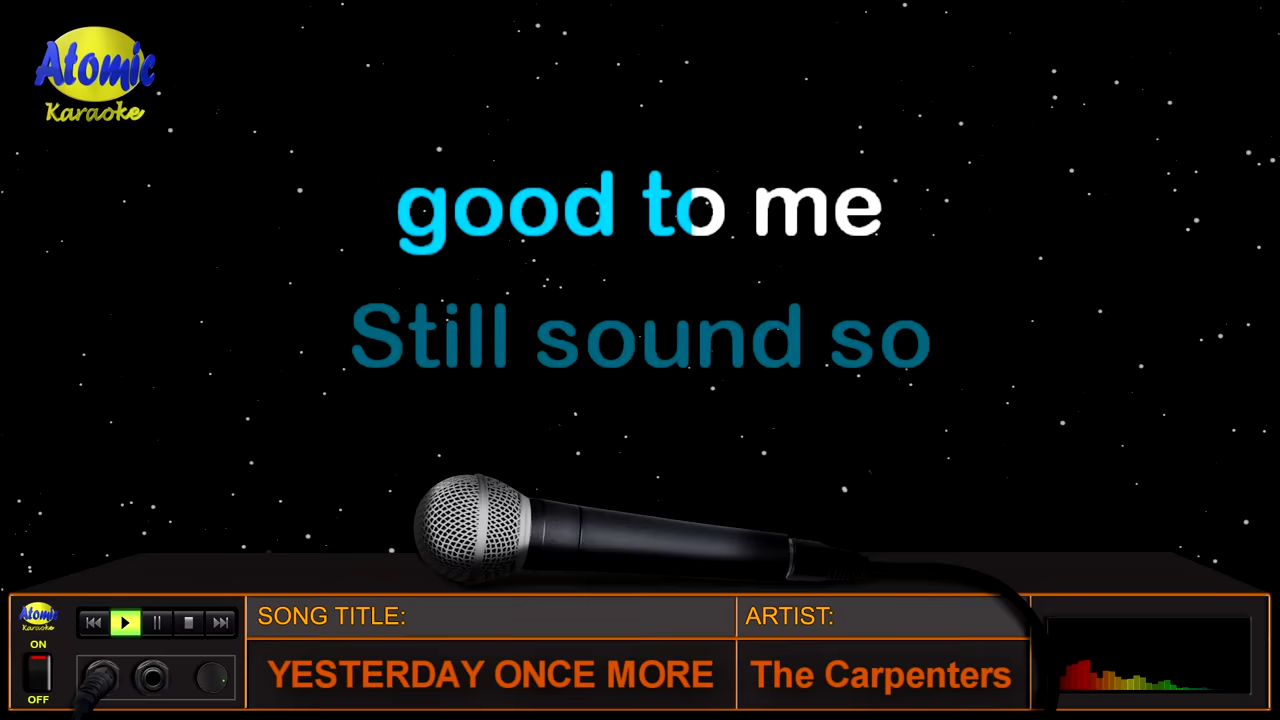 Atomic
Karaoke
good to me
Still sound so
Atomic
Karaoke
ON
OFF
SONG TITLE:
YESTERDAY ONCE MORE
ARTIST:
The Carpenters